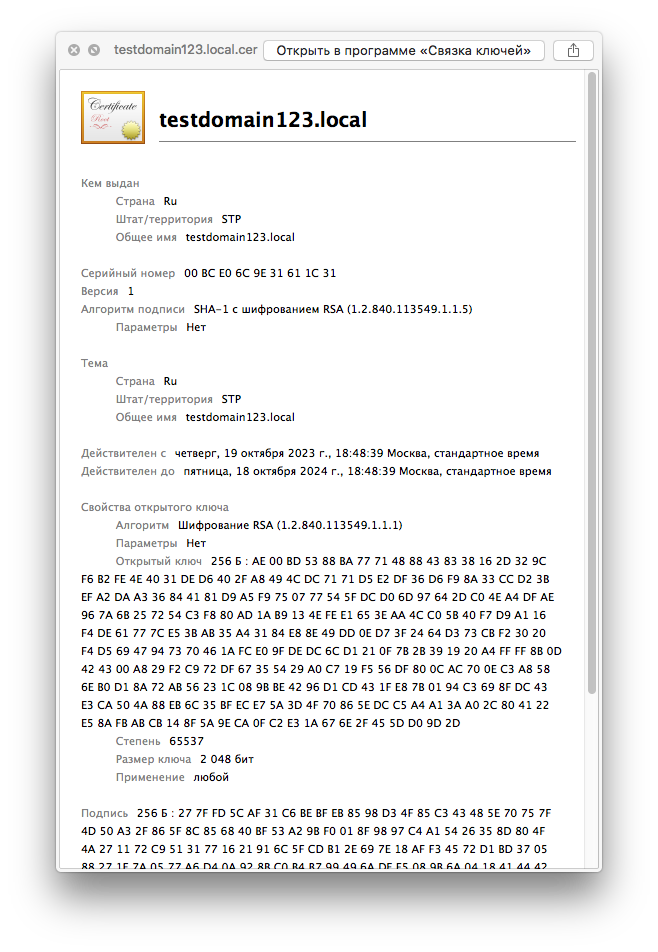 testdomain123.local.cer
Открыть в программе «Связка ключей»
Certificate
Root
testdomain123.local
Кем выдан
Страна Ru
Штат/территория STP
Общее имя testdomain123.local
Серийный номер 00 BC E0 6C 9E 31 61 1C 31
Версия 1
Алгоритм подписи SHA-1 с шифрованием RSA (1.2.840.113549.1.1.5)
Параметры Нет
Тема
Страна Ru
Штат/территория STP
Общее имя testdomain123.local
Действителен с четверг, 19 октября 2023 г., 18:48:39 Москва, стандартное время
Действителен до пятница, 18 октября 2024 г., 18:48:39 Москва, стандартное время
Свойства открытого ключа
Алгоритм Шифрование RSA (1.2.840.113549.1.1.1)
Параметры Нет
Открытый ключ 256 Б : AE 00 BD 53 88 BA 77 71 48 88 43 83 38 16 2D 32 9C
F6 B2 FE 4E 40 31 DE D6 40 2F A8 49 4C DC 71 71 D5 E2 DF 36 D6 F9 8A 33 CC D2 3B
EF A2 DA A3 36 84 41 81 D9 A5 F9 75 07 77 54 5F DC D0 6D 97 64 2D C0 4E A4 DF AE
96 7A 6B 25 72 54 C3 F8 80 AD 1A B9 13 4E FE E1 65 3E AA 4C C0 5B 40 F7 D9 A1 16
F4 DE 61 77 7C E5 3B AB 35 A4 31 84 E8 8E 49 DD 0E D7 3F 24 64 D3 73 CB F2 30 20
F4 D5 69 47 94 73 70 46 1A FC E0 9F DE DC 6C D1 21 0F 7B 2B 39 19 20 A4 FF FF 8B 0D
42 43 00 A8 29 F2 C9 72 DF 67 35 54 29 A0 C7 19 F5 56 DF 80 0C AC 70 0E C3 A8 58
6E B0 D1 8A 72 AB 56 23 1C 08 9B BE 42 96 D1 CD 43 1F E8 7B 01 94 C3 69 8F DC 43
E3 CA 50 4A 88 EB 6C 35 BF EC E7 5A 3D 4F 70 86 5E DC C5 A4 A1 3A A0 2C 80 41 22
E5 8A FB AB CB 14 8F 5A 9E CA 0F C2 E3 1A 67 6E 2F 45 5D D0 9D 2D
Степень 65537
Размер ключа 2 048 бит
Применение любой
Подпись 256 Б : 27 7F FD 5C AF 31 C6 BE BF EB 85 98 D3 4F 85 C3 43 48 5E 70 75 7F
4D 50 A3 2F 86 5F 8C 85 68 40 BF 53 A2 9B F0 01 8F 98 97 C4 A1 54 26 35 8D 80 4F
4A 27 11 72 C9 51 31 77 16 21 91 6C 5F CD B1 2E 69 7E 18 AF F3 45 72 D1 BD 37 05
88 27 1F 7A 05 77 A6 D4 0A 92 8B C0 B4 B7 99 49 6A DE F5 08 9B 6A 04 18 41 44 42